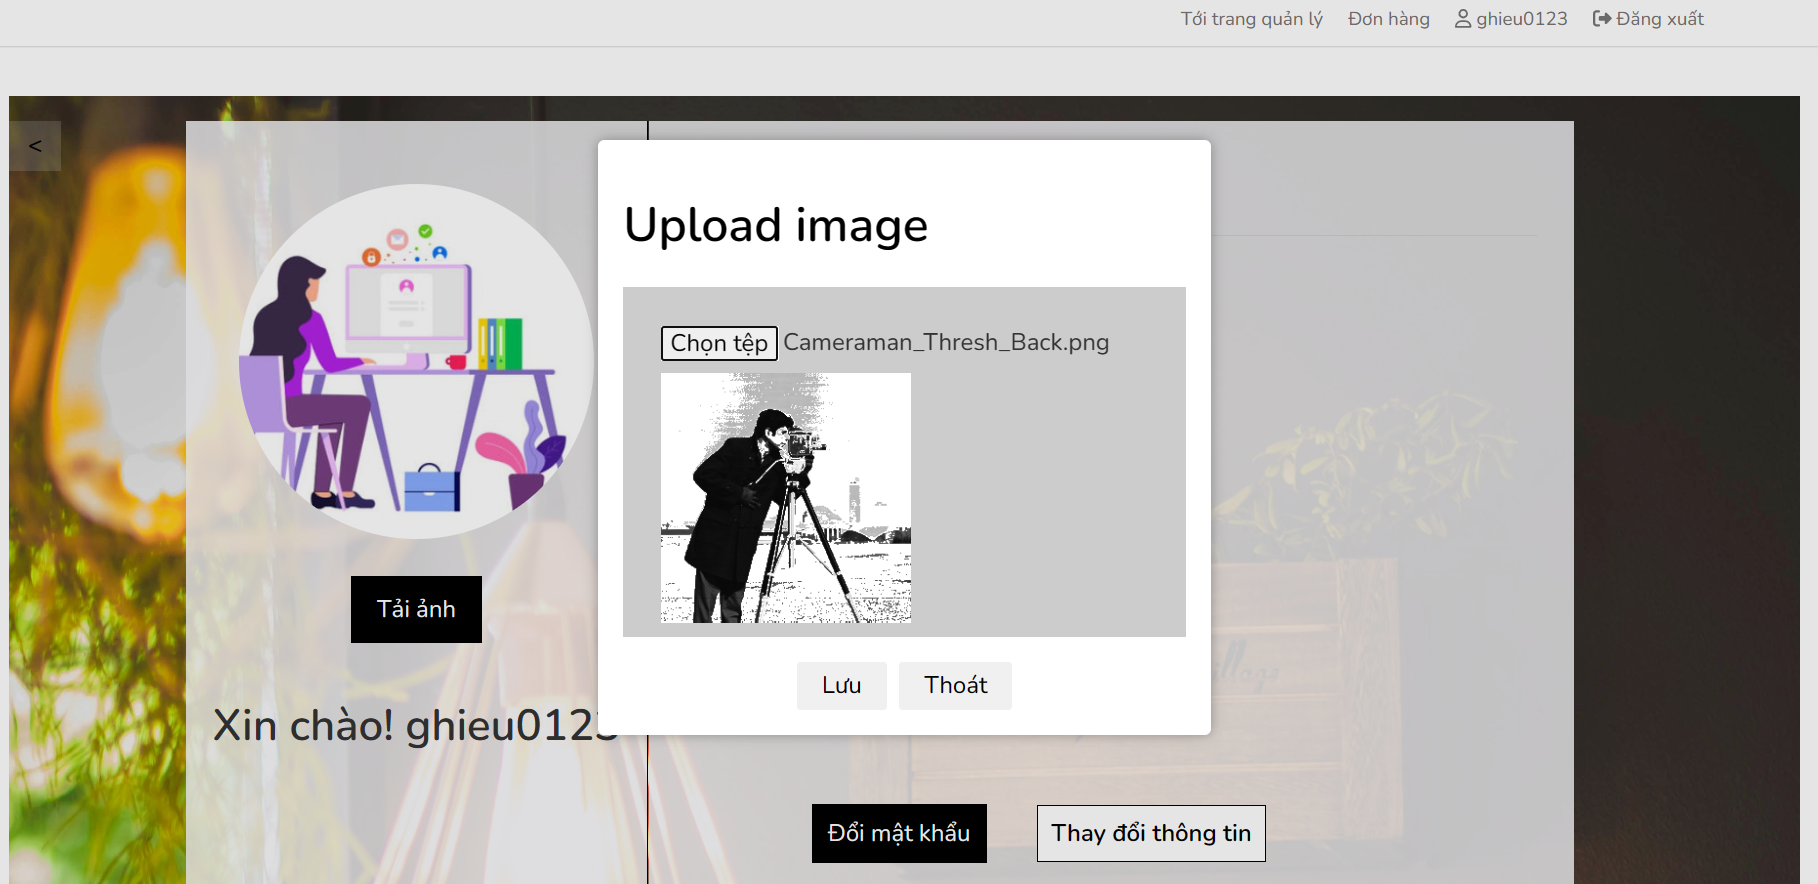 Tới trang quản lý Đơn hàng ghieu0123 Đăng xuất
<
Upload image
Chọn tệp Cameraman_Thresh_Back.png
Tải ảnh
Lưu Thoát
Xin chào! ghieu0123
Đổi mật khẩu Thay đổi thông tin